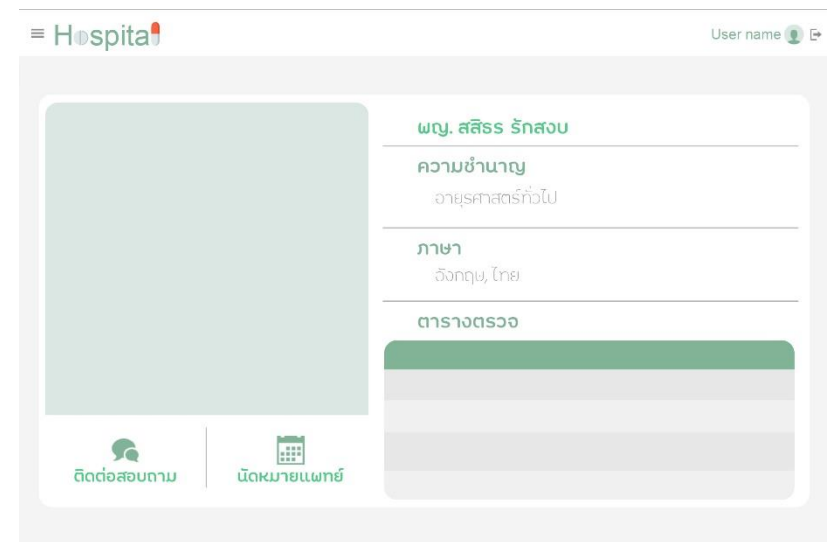 Hospital
User name
พญ. สสิธร รักสงบ
ความชำนาญ
อายุรศาสตร์ทั่วไป
ภาษา
อังกฤษ, ไทย
ตารางตรวจ
ติดต่อสอบถาม
นัดหมายแพทย์